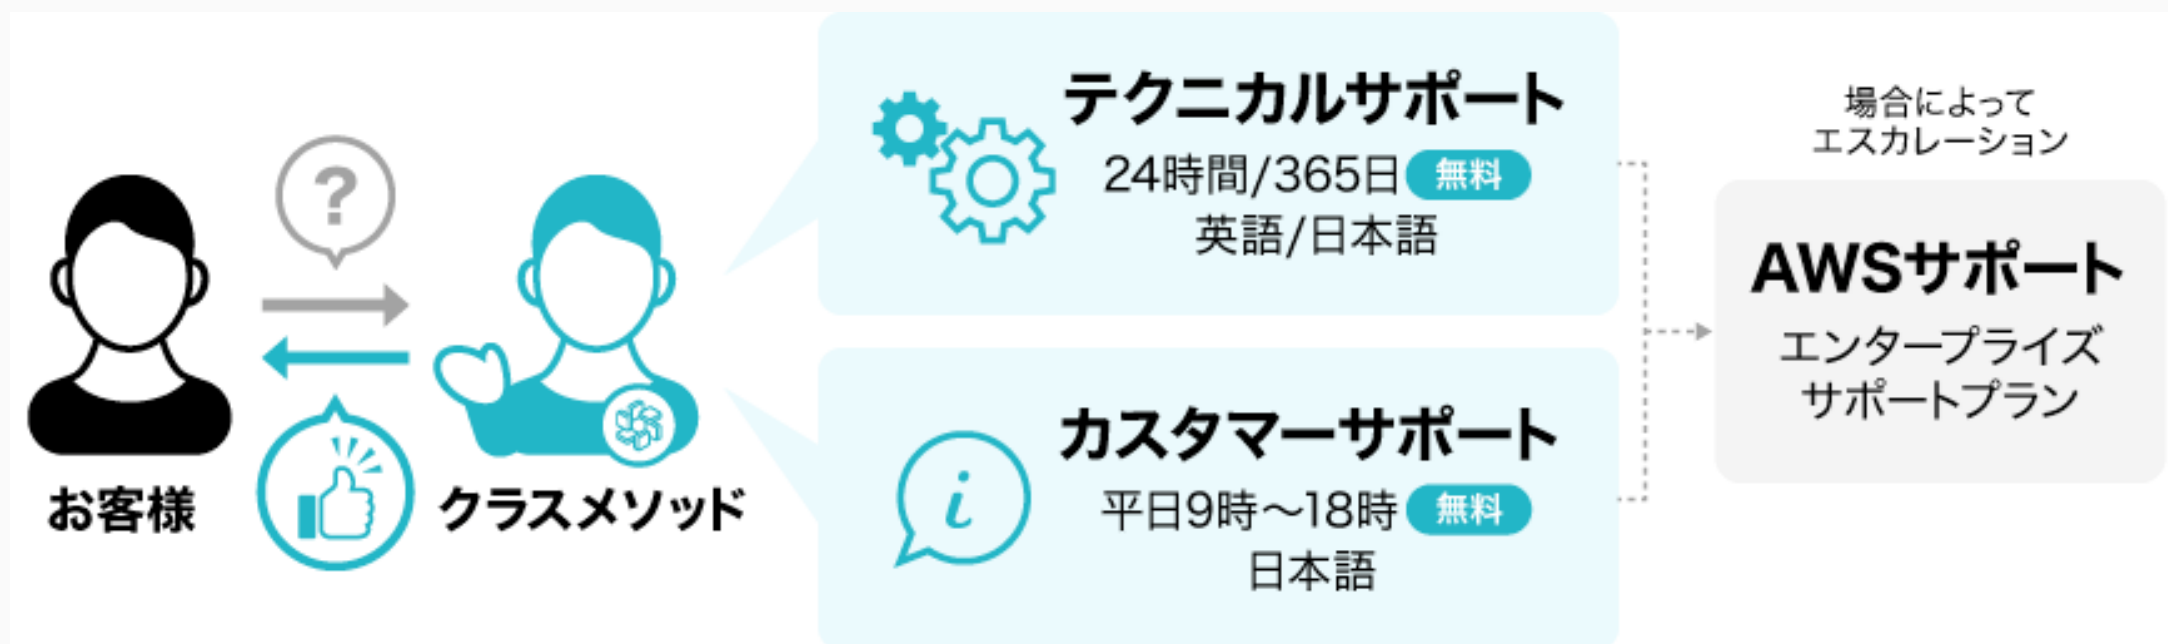 ?
お客様
クラスメソッド
テクニカルサポート
24時間/365日 無料
英語/日本語
i
カスタマーサポート
平日9時～18時 無料
日本語
場合によって
エスカレーション
AWSサポート
エンタープライズ
サポートプラン